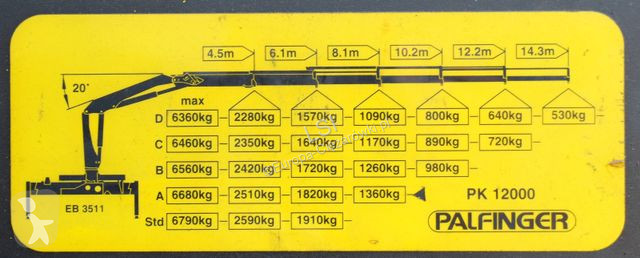 4.5m 6.1m 8.1m 10.2m 12.2m 14.3m
20°
max
D 6360kg 2280kg 1570kg 1090kg 800kg 640kg 530kg
C 6460kg 2350kg 1640kg 1170kg 890kg 720kg
B 6560kg 2420kg 1720kg 1260kg 980kg
A 6680kg 2510kg 1820kg 1360kg PK 12000
EB 3511
Std 6790kg 2590kg 1910kg PALFINGER